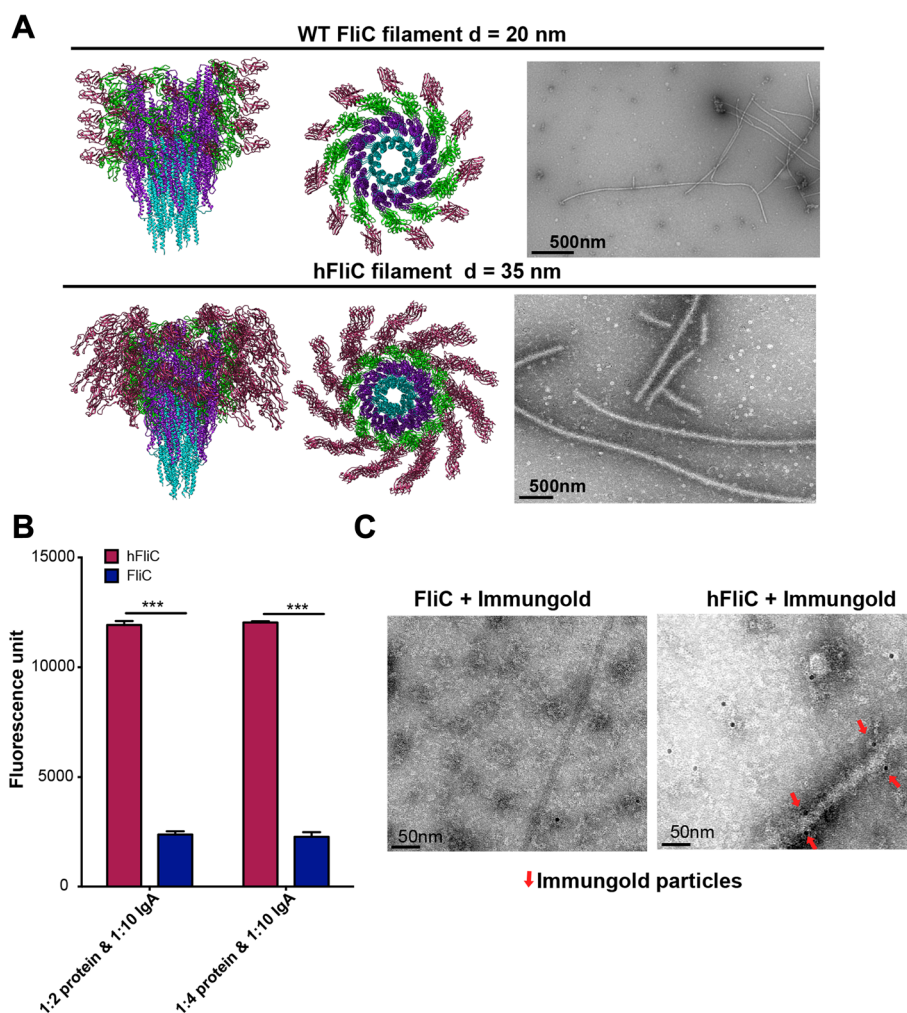 A
WT FliC filament d = 20 nm
500nm
hFliC filament  d = 35 nm
500nm
B
hFliC
FliC
15000
10000
5000
0
Fluorescence unit
***
***
1:2 protein & 1:10 IgA
1:4 protein & 1:10 IgA
C
FliC + Immungold
hFliC + Immungold
50nm
50nm
Immungold particles